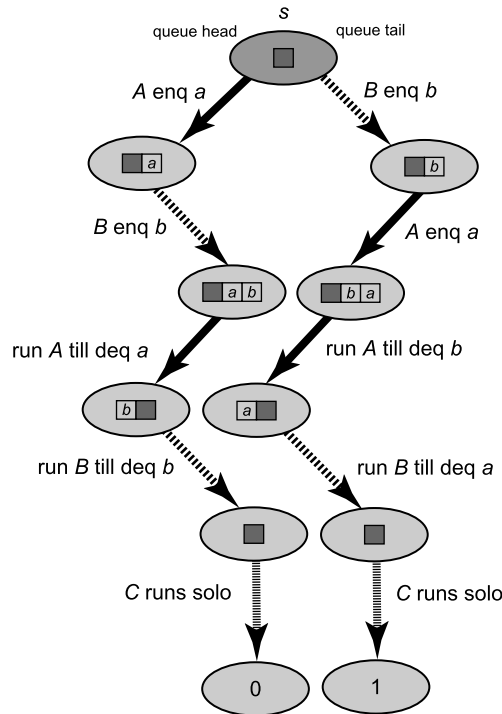 s
queue head queue tail
A enq a B enq b
a b
B enq b A enq a
a b b a
run A till deq a run A till deq b
b a
run B till deq b run B till deq a
C runs solo C runs solo
0 1